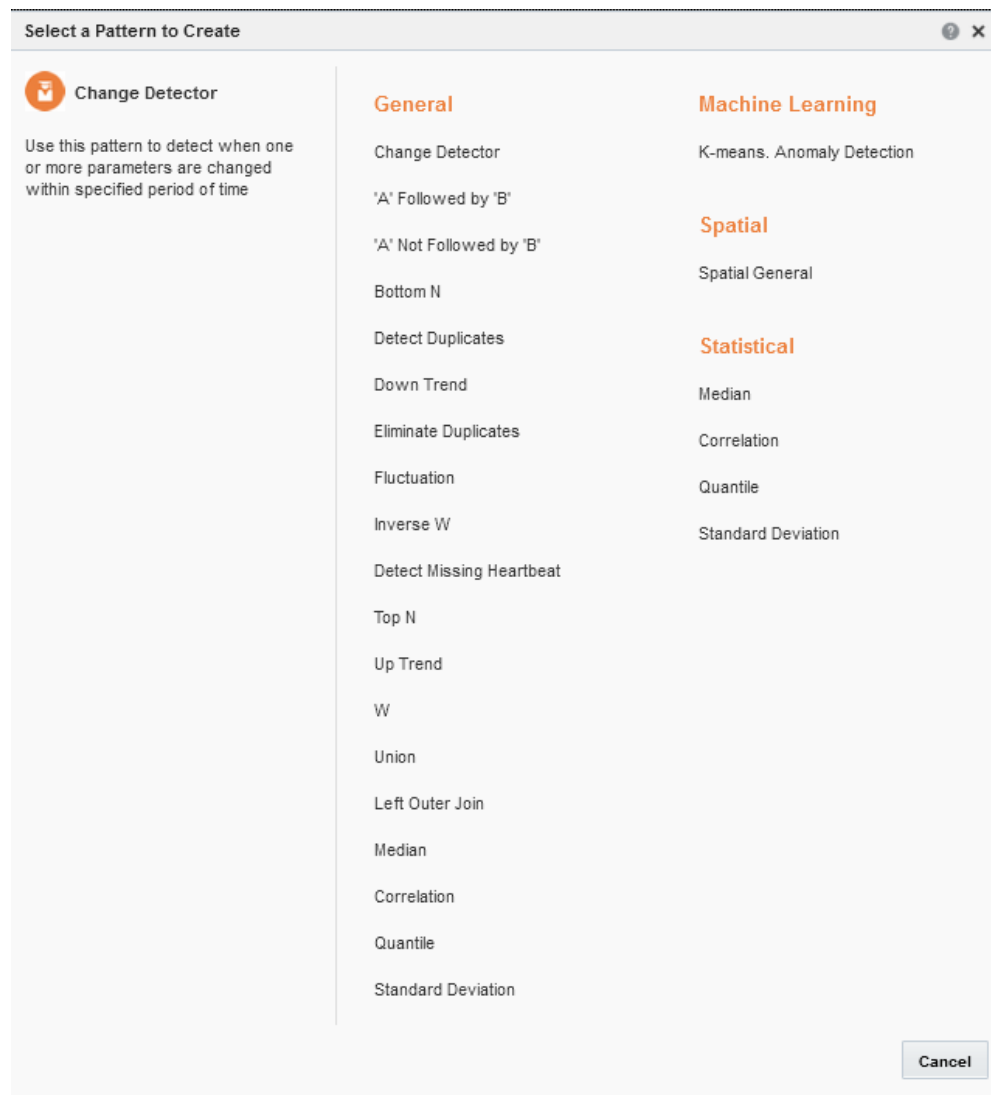 Select a Pattern to Create
Change Detector
Use this pattern to detect when one
or more parameters are changed
within specified period of time
General
Change Detector
'A' Followed by 'B'
'A' Not Followed by 'B'
Bottom N
Detect Duplicates
Down Trend
Eliminate Duplicates
Fluctuation
Inverse W
Detect Missing Heartbeat
Top N
Up Trend
W
Union
Left Outer Join
Median
Correlation
Quantile
Standard Deviation
Machine Learning
K-means. Anomaly Detection
Spatial
Spatial General
Statistical
Median
Correlation
Quantile
Standard Deviation
Cancel